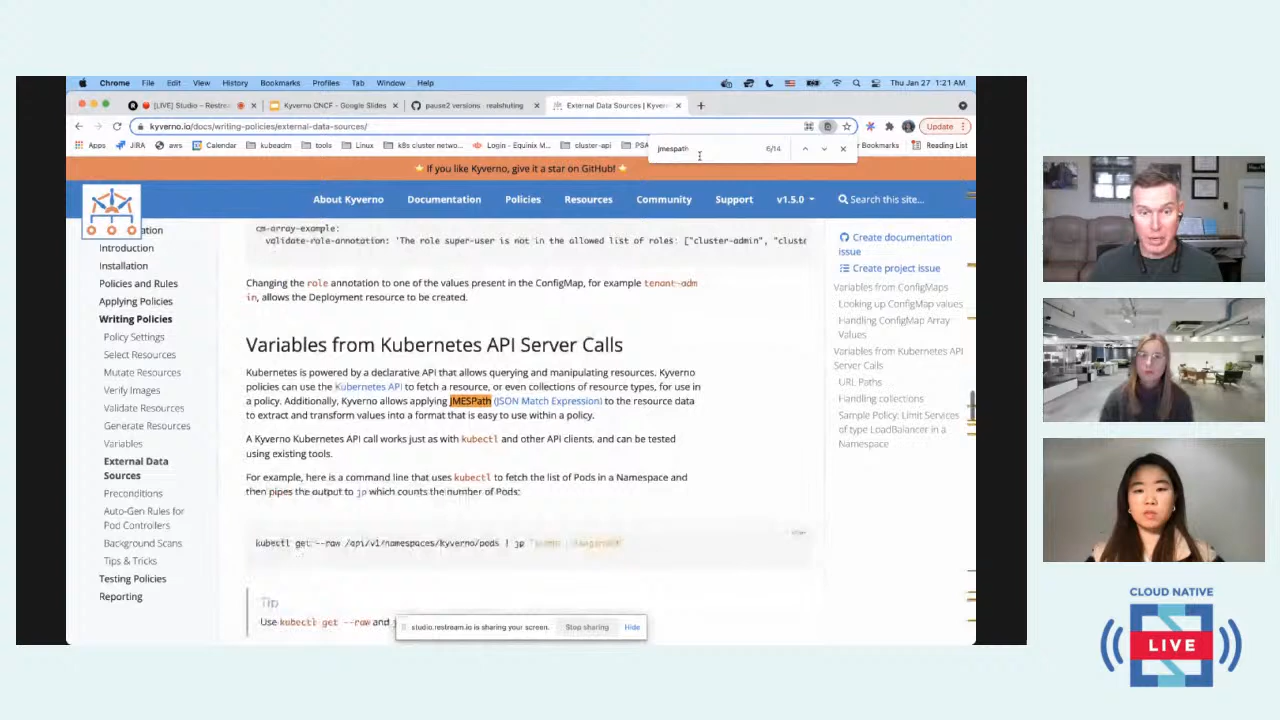 Chrome File Edit View History Bookmarks Profiles Tab Window Help
Thu Jan 27 1:21 AM
[LIVE] Studio – Restrea
Kyverno CNCF - Google Slides
pause2 versions · realshuting
External Data Sources | Kyvern
kyverno.io/docs/writing-policies/external-data-sources/
Update
Apps JIRA aws Calendar kubeadm tools Linux k8s cluster netwo... Login - Equinix M... cluster-api PSA
Bookmarks Reading List
jmespath 6/14
If you like Kyverno, give it a star on GitHub!
About Kyverno Documentation Policies Resources Community Support v1.5.0 Search this site...
Introduction
Installation
Policies and Rules
Applying Policies
Writing Policies
Policy Settings
Select Resources
Mutate Resources
Verify Images
Validate Resources
Generate Resources
Variables
External Data
Sources
Preconditions
Auto-Gen Rules for
Pod Controllers
Background Scans
Tips & Tricks
Testing Policies
Reporting
cm-array-example:
validate-role-annotation: 'The role super-user is not in the allowed list of roles: ["cluster-admin", "cluste
Changing the role annotation to one of the values present in the ConfigMap, for example tenant-adm
in, allows the Deployment resource to be created.
Variables from Kubernetes API Server Calls
Kubernetes is powered by a declarative API that allows querying and manipulating resources. Kyverno
policies can use the Kubernetes API to fetch a resource, or even collections of resource types, for use in
a policy. Additionally, Kyverno allows applying JMESPath (JSON Match Expression) to the resource data
to extract and transform values into a format that is easy to use within a policy.
A Kyverno Kubernetes API call works just as with kubectl and other API clients, and can be tested
using existing tools.
For example, here is a command line that uses kubectl to fetch the list of Pods in a Namespace and
then pipes the output to jp which counts the number of Pods:
kubectl get --raw /api/v1/namespaces/kyverno/pods | jp
Tip
Use kubectl get --raw and
studio.restream.io is sharing your screen. Stop sharing Hide
Create documentation
issue
Create project issue
Variables from ConfigMaps
Looking up ConfigMap values
Handling ConfigMap Array
Values
Variables from Kubernetes API
Server Calls
URL Paths
Handling collections
Sample Policy: Limit Services
of type LoadBalancer in a
Namespace
CLOUD NATIVE
LIVE